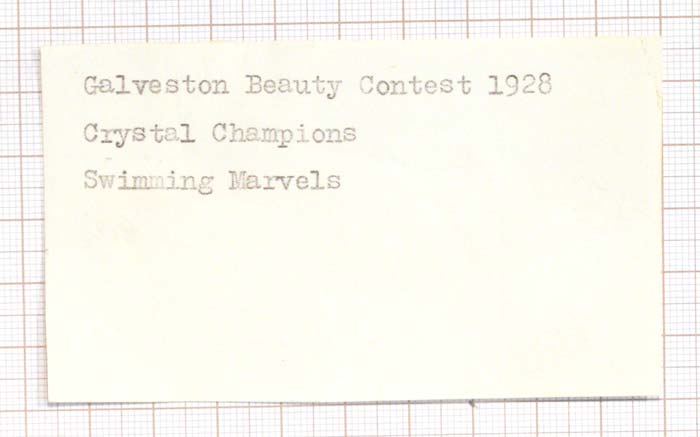 Galveston Beauty Contest 1928
Crystal Champions
Swimming Marvels